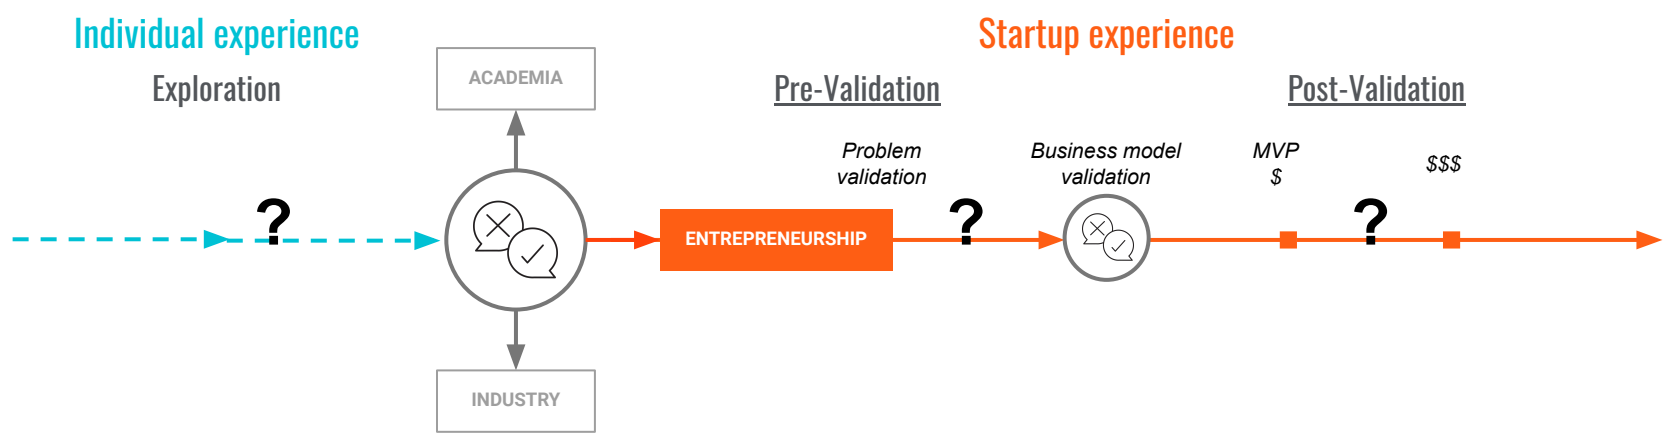 Individual experience
Startup experience
Exploration
ACADEMIA
Pre-Validation
Post-Validation
Problem
validation
Business model
validation
MVP
$
$$$
?
?
?
ENTREPRENEURSHIP
INDUSTRY